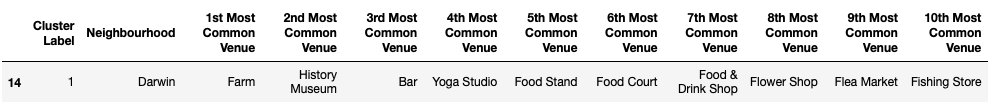 Cluster Label Neighbourhood 1st Most Common Venue 2nd Most Common Venue 3rd Most Common Venue 4th Most Common Venue 5th Most Common Venue 6th Most Common Venue 7th Most Common Venue 8th Most Common Venue 9th Most Common Venue 10th Most Common Venue
14 1 Darwin Farm History Museum Bar Yoga Studio Food Stand Food Court Food & Drink Shop Flower Shop Flea Market Fishing Store